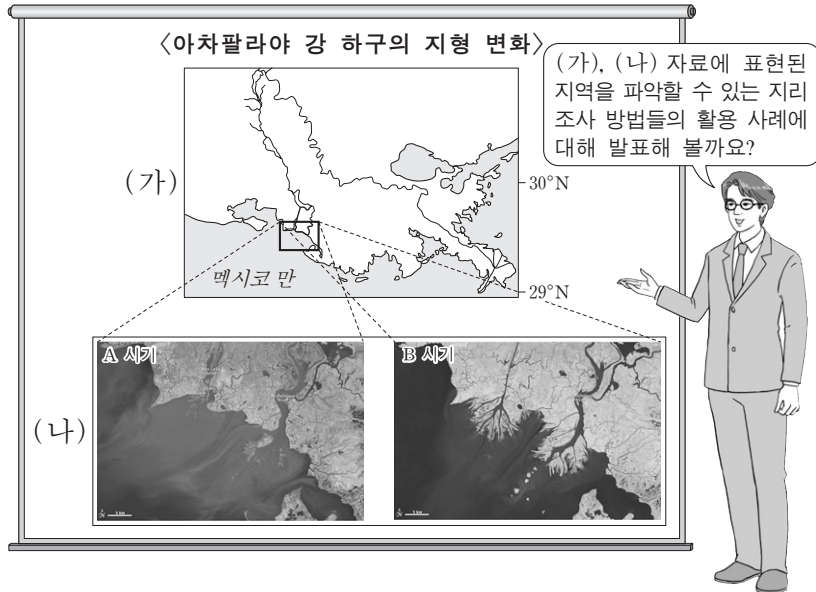 <아차팔라야 강 하구의 지형 변화>
(가), (나) 자료에 표현된
지역을 파악할 수 있는 지리
조사 방법들의 활용 사례에
대해 발표해 볼까요?
(가)
30°N
멕시코 만
29°N
(나)
A 시기
B 시기